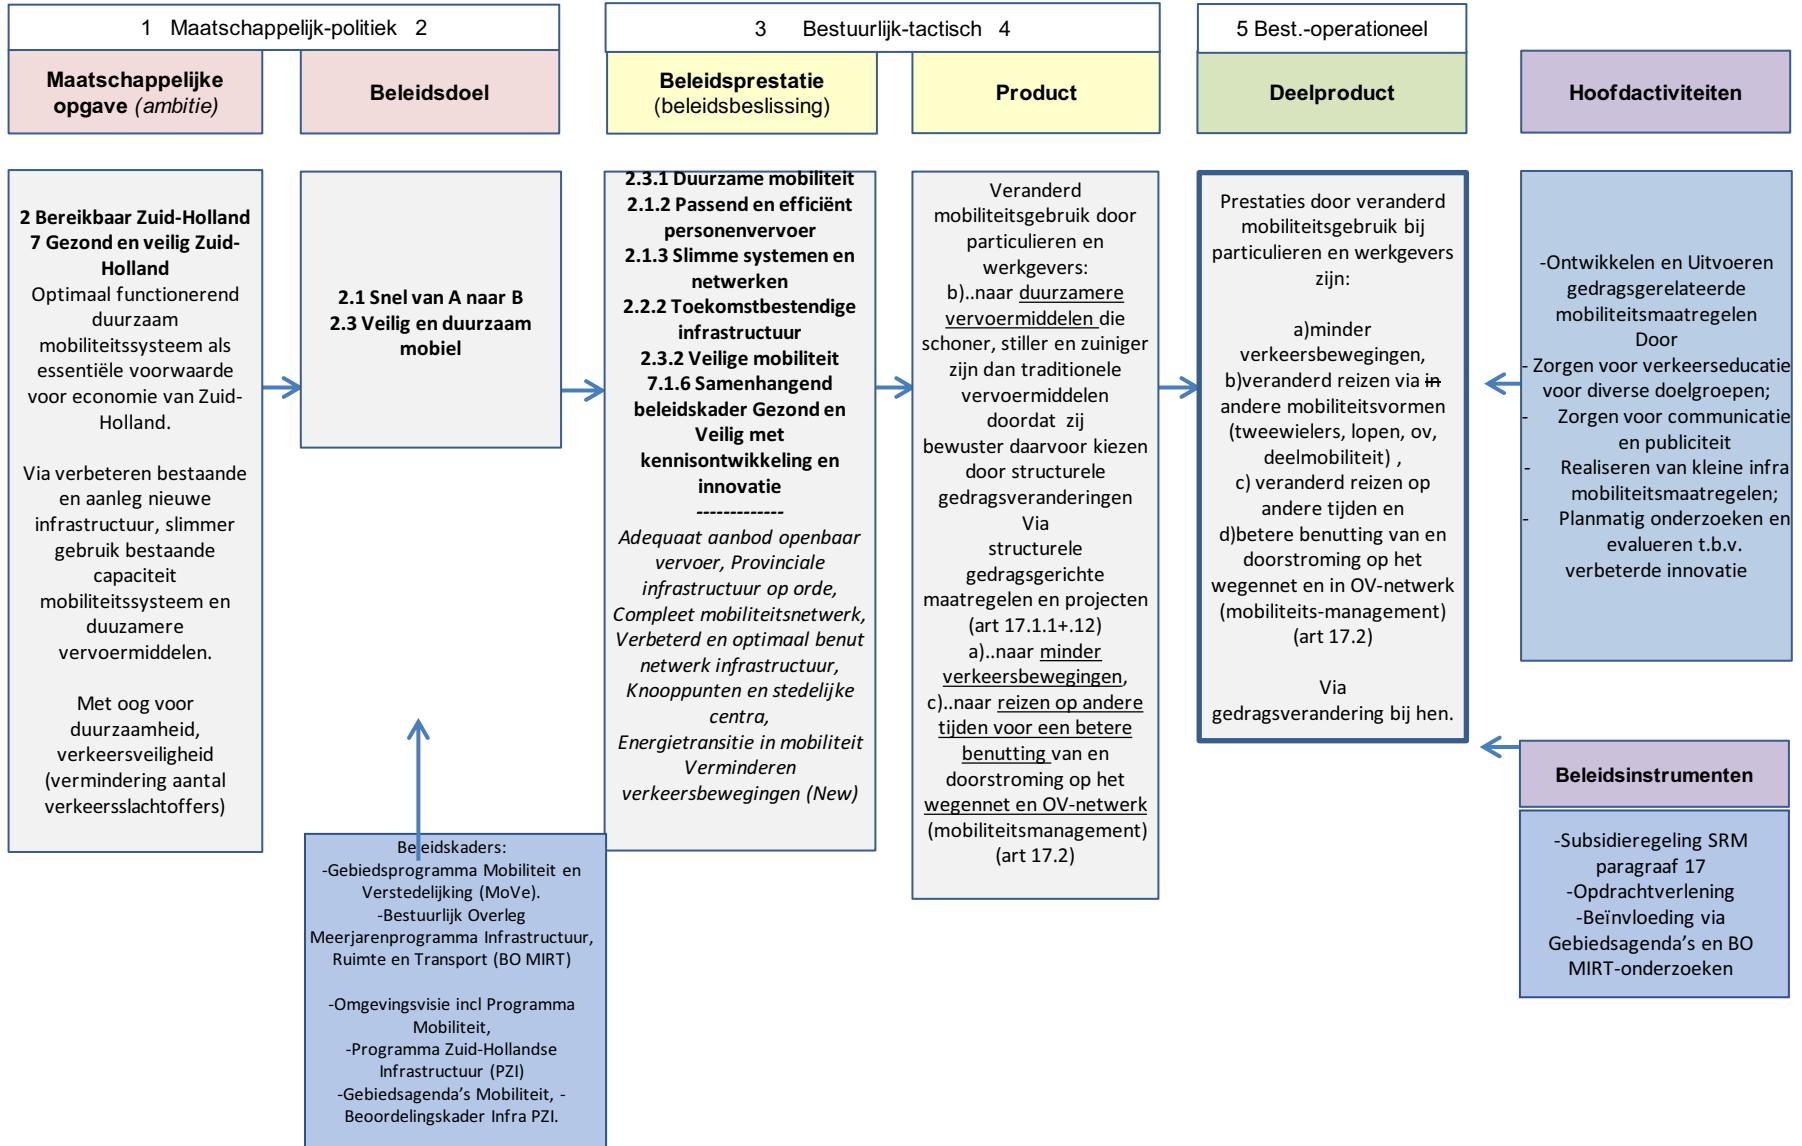 1 Maatschappelijk-politiek 2
3 Bestuurlijk-tactisch 4
5 Best.-operationeel
Maatschappelijke
opgave (ambitie)
Beleidsdoel
Beleidsprestatie
(beleidsbeslissing)
Product
Deelproduct
Hoofdactiviteiten
2 Bereikbaar Zuid-Holland
7 Gezond en veilig Zuid-
Holland
Optimaal functionerend
duurzaam
mobiliteitssysteem als
essentiële voorwaarde
voor economie van Zuid-
Holland.
Via verbeteren bestaande
en aanleg nieuwe
infrastructuur, slimmer
gebruik bestaande
capaciteit
mobiliteitssysteem en
duuzamere
vervoermiddelen.
Met oog voor
duurzaamheid,
verkeersveiligheid
(vermindering aantal
verkeersslachtoffers)
2.1 Snel van A naar B
2.3 Veilig en duurzaam
mobiel
Beleidskaders:
-Gebiedsprogramma Mobiliteit en
Verstedelijking (MoVe).
-Bestuurlijk Overleg
Meerjarenprogramma Infrastructuur,
Ruimte en Transport (BO MIRT)
-Omgevingsvisie incl Programma
Mobiliteit,
-Programma Zuid-Hollandse
Infrastructuur (PZI)
-Gebiedsagenda's Mobiliteit, -
Beoordelingskader Infra PZI.
2.3.1 Duurzame mobiliteit
2.1.2 Passend en efficiënt
personenvervoer
2.1.3 Slimme systemen en
netwerken
2.2.2 Toekomstbestendige
infrastructuur
2.3.2 Veilige mobiliteit
7.1.6 Samenhangend
beleidskader Gezond en
Veilig met
kennisontwikkeling en
innovatie
-------------
Adequaat aanbod openbaar
vervoer, Provinciale
infrastructuur op orde,
Compleet mobiliteitsnetwerk,
Verbeterd en optimaal benut
netwerk infrastructuur,
Knooppunten en stedelijke
centra,
Energietransitie in mobiliteit
Verminderen
verkeersbewegingen (New)
Veranderd
mobiliteitsgebruik door
particulieren en
werkgevers:
b)..naar duurzamere
vervoermiddelen die
schoner, stiller en zuiniger
zijn dan traditionele
vervoermiddelen
doordat zij
bewuster daarvoor kiezen
door structurele
gedragsveranderingen
Via
structurele
gedragsgerichte
maatregelen en projecten
(art 17.1.1+.12)
a)..naar minder
verkeersbewegingen,
c)..naar reizen op andere
tijden voor een betere
benutting van en
doorstroming op het
wegennet en OV-netwerk
(mobiliteitsmanagement)
(art 17.2)
Prestaties door veranderd
mobiliteitsgebruik bij
particulieren en werkgevers
zijn:
a)minder
verkeersbewegingen,
b)veranderd reizen via in
andere mobiliteitsvormen
(tweewielers, lopen, ov,
deelmobiliteit) ,
c) veranderd reizen op
andere tijden en
d)betere benutting van en
doorstroming op het
wegennet en in OV-netwerk
(mobiliteits-management)
(art 17.2)
Via
gedragsverandering bij hen.
-Ontwikkelen en Uitvoeren
gedragsgerelateerde
mobiliteitsmaatregelen
Door
- Zorgen voor verkeerseducatie
voor diverse doelgroepen;
- Zorgen voor communicatie
en publiciteit
- Realiseren van kleine infra
mobiliteitsmaatregelen;
- Planmatig onderzoeken en
evalueren t.b.v.
verbeterde innovatie
Beleidsinstrumenten
-Subsidieregeling SRM
paragraaf 17
-Opdrachtverlening
-Beïnvloeding via
Gebiedsagenda's en BO
MIRT-onderzoeken